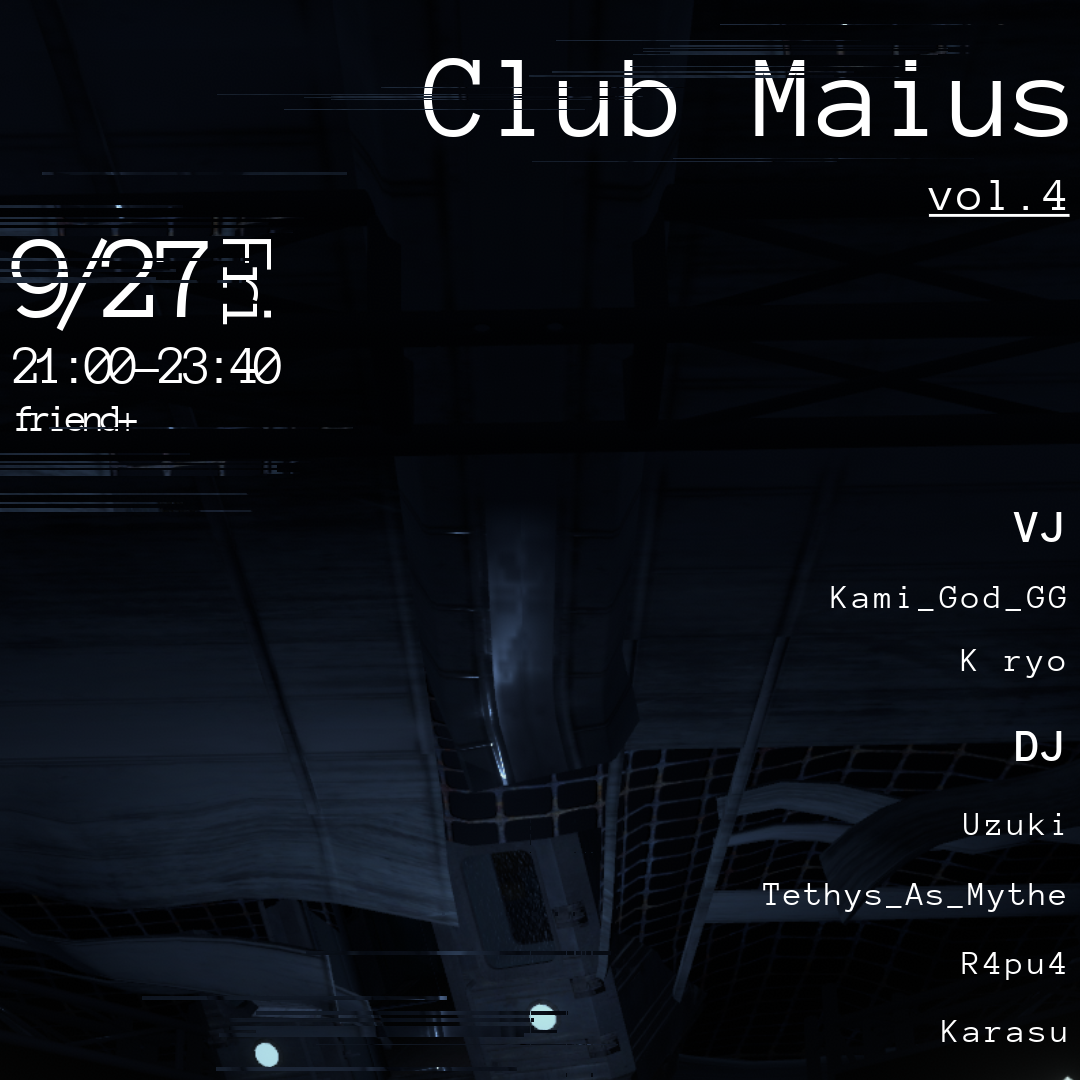 Club Maius
vol.4
9/27 Fri.
21:00–23:40
friend+
VJ
Kami_God_GG
K ryo
DJ
Uzuki
Tethys_As_Mythe
R4pu4
Karasu